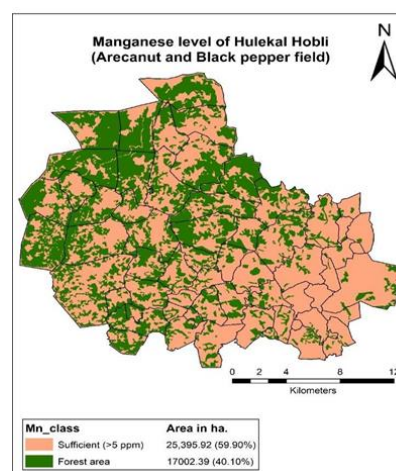 Manganese level of Hulekal Hobli
(Arecanut and Black pepper field)
N
0 2 4 8 12
Kilometers
Mn_class Area in ha.
Sufficient (>5 ppm) 25,395.92 (59.90%)
Forest area 17002.39 (40.10%)